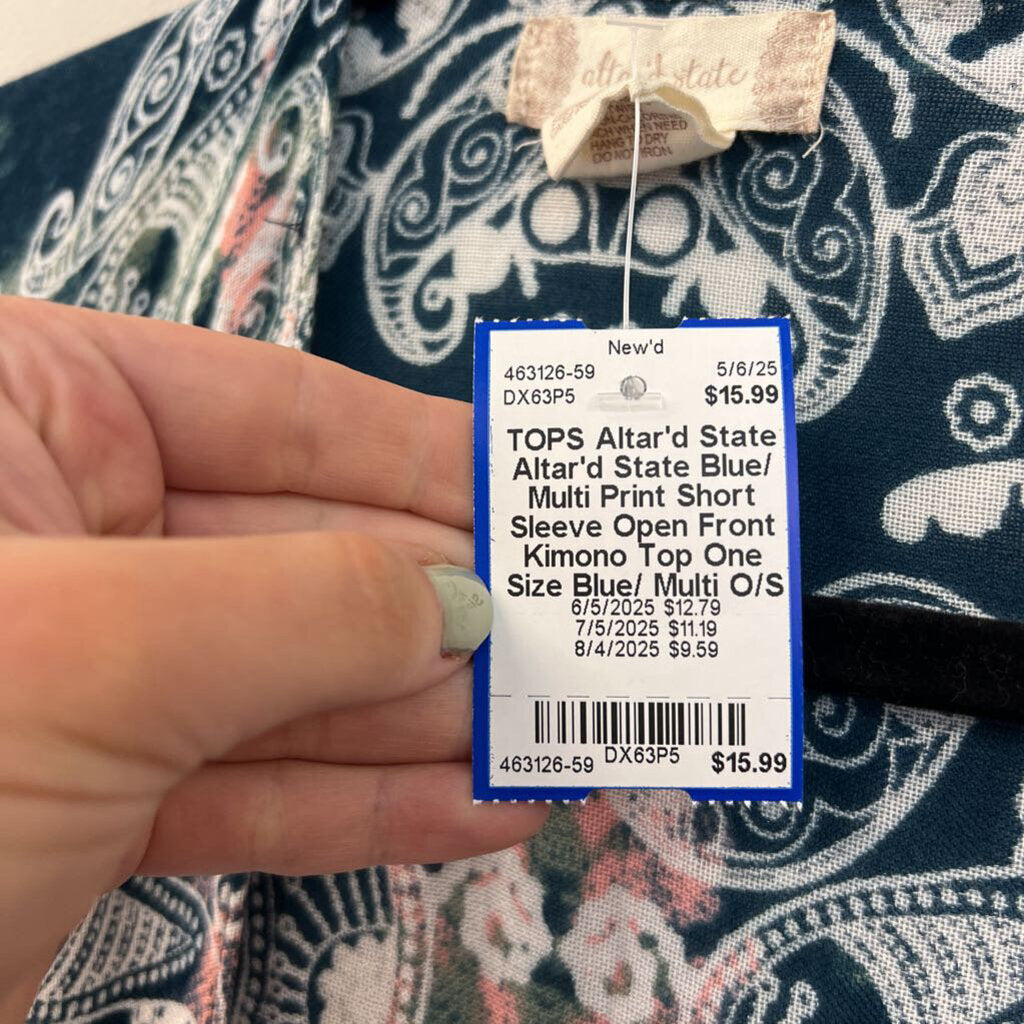 altar'd state
NEED
HANG TO DRY
DO NOT IRON
New'd
463126-59 5/6/25
DX63P5 $15.99
TOPS Altar'd State
Altar'd State Blue/
Multi Print Short
Sleeve Open Front
Kimono Top One
Size Blue/ Multi O/S
6/5/2025 $12.79
7/5/2025 $11.19
8/4/2025 $9.59
463126-59 DX63P5 $15.99